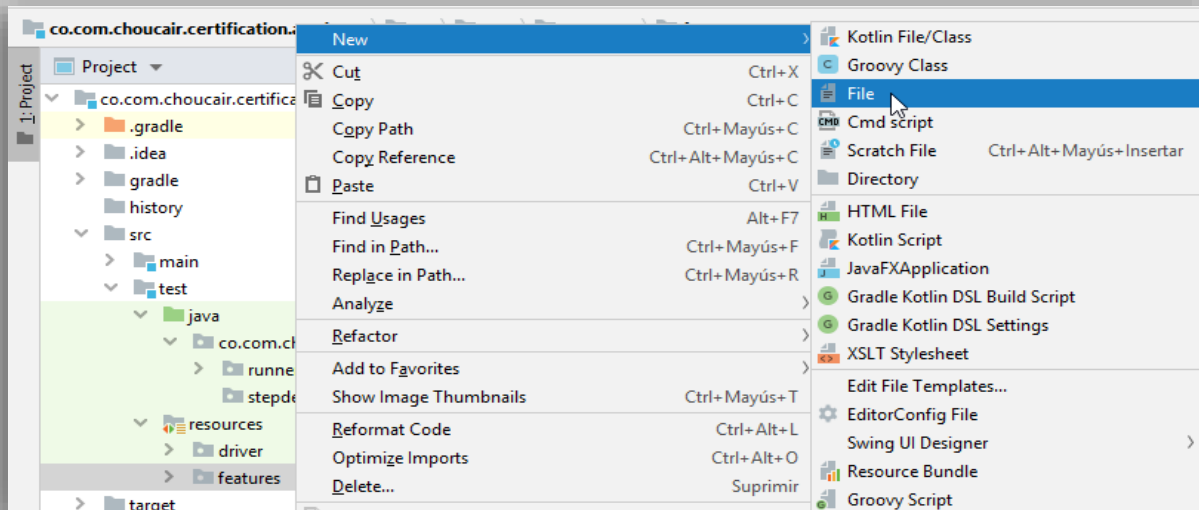 co.com.choucair.certification.a
1: Project
Project
co.com.choucair.certifica
.gradle
.idea
gradle
history
src
main
test
java
co.com.ch
runne
stepde
resources
driver
features
target
New
Cut Ctrl+X
Copy Ctrl+C
Copy Path Ctrl+Mayús+C
Copy Reference Ctrl+Alt+Mayús+C
Paste Ctrl+V
Find Usages Alt+F7
Find in Path... Ctrl+Mayús+F
Replace in Path... Ctrl+Mayús+R
Analyze
Refactor
Add to Favorites
Show Image Thumbnails Ctrl+Mayús+T
Reformat Code Ctrl+Alt+L
Optimize Imports Ctrl+Alt+O
Delete... Suprimir
Kotlin File/Class
C Groovy Class
File
CMD Cmd script
Scratch File Ctrl+Alt+Mayús+Insertar
Directory
H HTML File
Kotlin Script
J JavaFXApplication
G Gradle Kotlin DSL Build Script
G Gradle Kotlin DSL Settings
<> XSLT Stylesheet
Edit File Templates...
EditorConfig File
Swing UI Designer
Resource Bundle
G Groovy Script